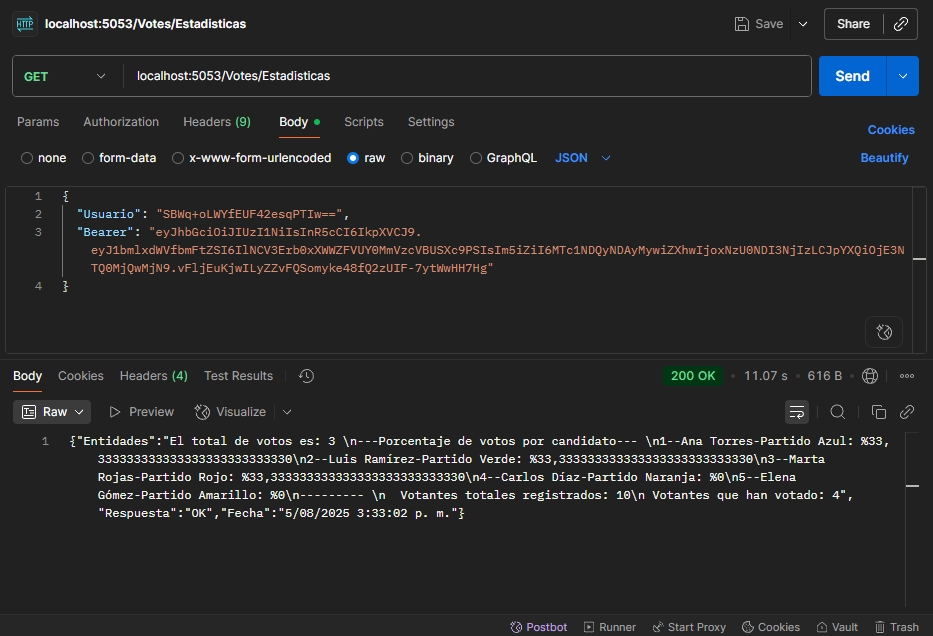 HTTP localhost:5053/Votes/Estadisticas Save Share
GET localhost:5053/Votes/Estadisticas Send
Params Authorization Headers (9) Body Scripts Settings Cookies
none form-data x-www-form-urlencoded raw binary GraphQL JSON Beautify
1 {
2 "Usuario": "SBWq+oLWYfEUF42esqPTIw==",
3 "Bearer": "eyJhbGciOiJIUzI1NiIsInR5cCI6IkpXVCJ9.
eyJ1bmlxdWVfbmFtZSI6IlNCV3Erb0xXWWZFVUY0MmVzcVBUSXc9PSIsIm5iZiI6MTc1NDQyNDAyMywiZXhwIjoxNzU0NDI3NjIzLCJpYXQiOjE3N
TQ0MjQwMjN9.vFljEuKjwILyZZvFQSomyke48fQ2zUIF-7ytWwHH7Hg"
4 }
Body Cookies Headers (4) Test Results 200 OK 11.07 s 616 B
Raw Preview Visualize
1 {"Entidades":"El total de votos es: 3 \n---Porcentaje de votos por candidato--- \n1--Ana Torres-Partido Azul: %33,
3333333333333333333333333330\n2--Luis Ramírez-Partido Verde: %33,3333333333333333333333333330\n3--Marta
Rojas-Partido Rojo: %33,3333333333333333333333333330\n4--Carlos Díaz-Partido Naranja: %0\n5--Elena
Gómez-Partido Amarillo: %0\n--------- \n  Votantes totales registrados: 10\n Votantes que han votado: 4",
"Respuesta":"OK","Fecha":"5/08/2025 3:33:02 p. m."}
Postbot Runner Start Proxy Cookies Vault Trash